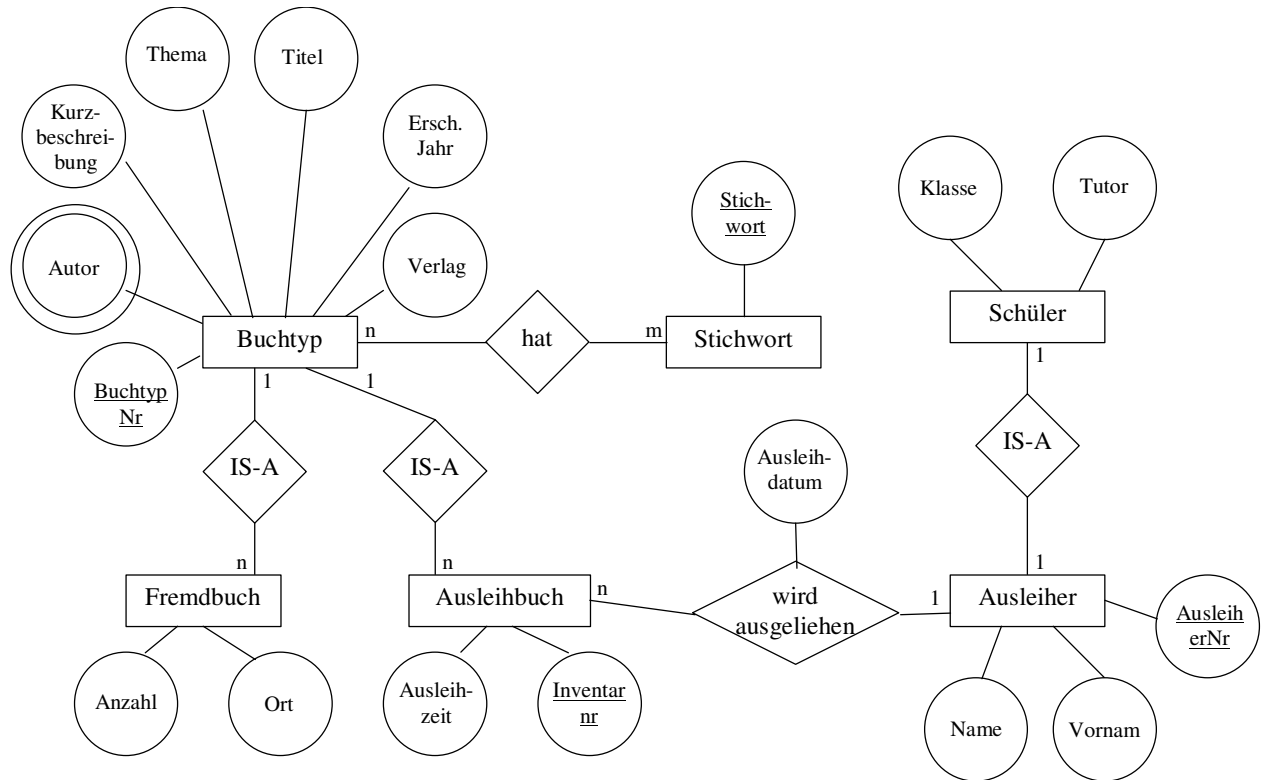 Thema
Titel
Kurz-
beschrei-
bung
Ersch.
Jahr
Stich-
wort
Klasse
Tutor
Autor
Verlag
Buchtyp
n
hat
m
Stichwort
Schüler
Buchtyp
Nr
1
1
1
IS-A
IS-A
Ausleih-
datum
IS-A
n
n
1
Fremdbuch
Ausleihbuch
n
wird
ausgeliehen
1
Ausleiher
Ausleih
erNr
Anzahl
Ort
Ausleih-
zeit
Inventar
nr
Name
Vornam